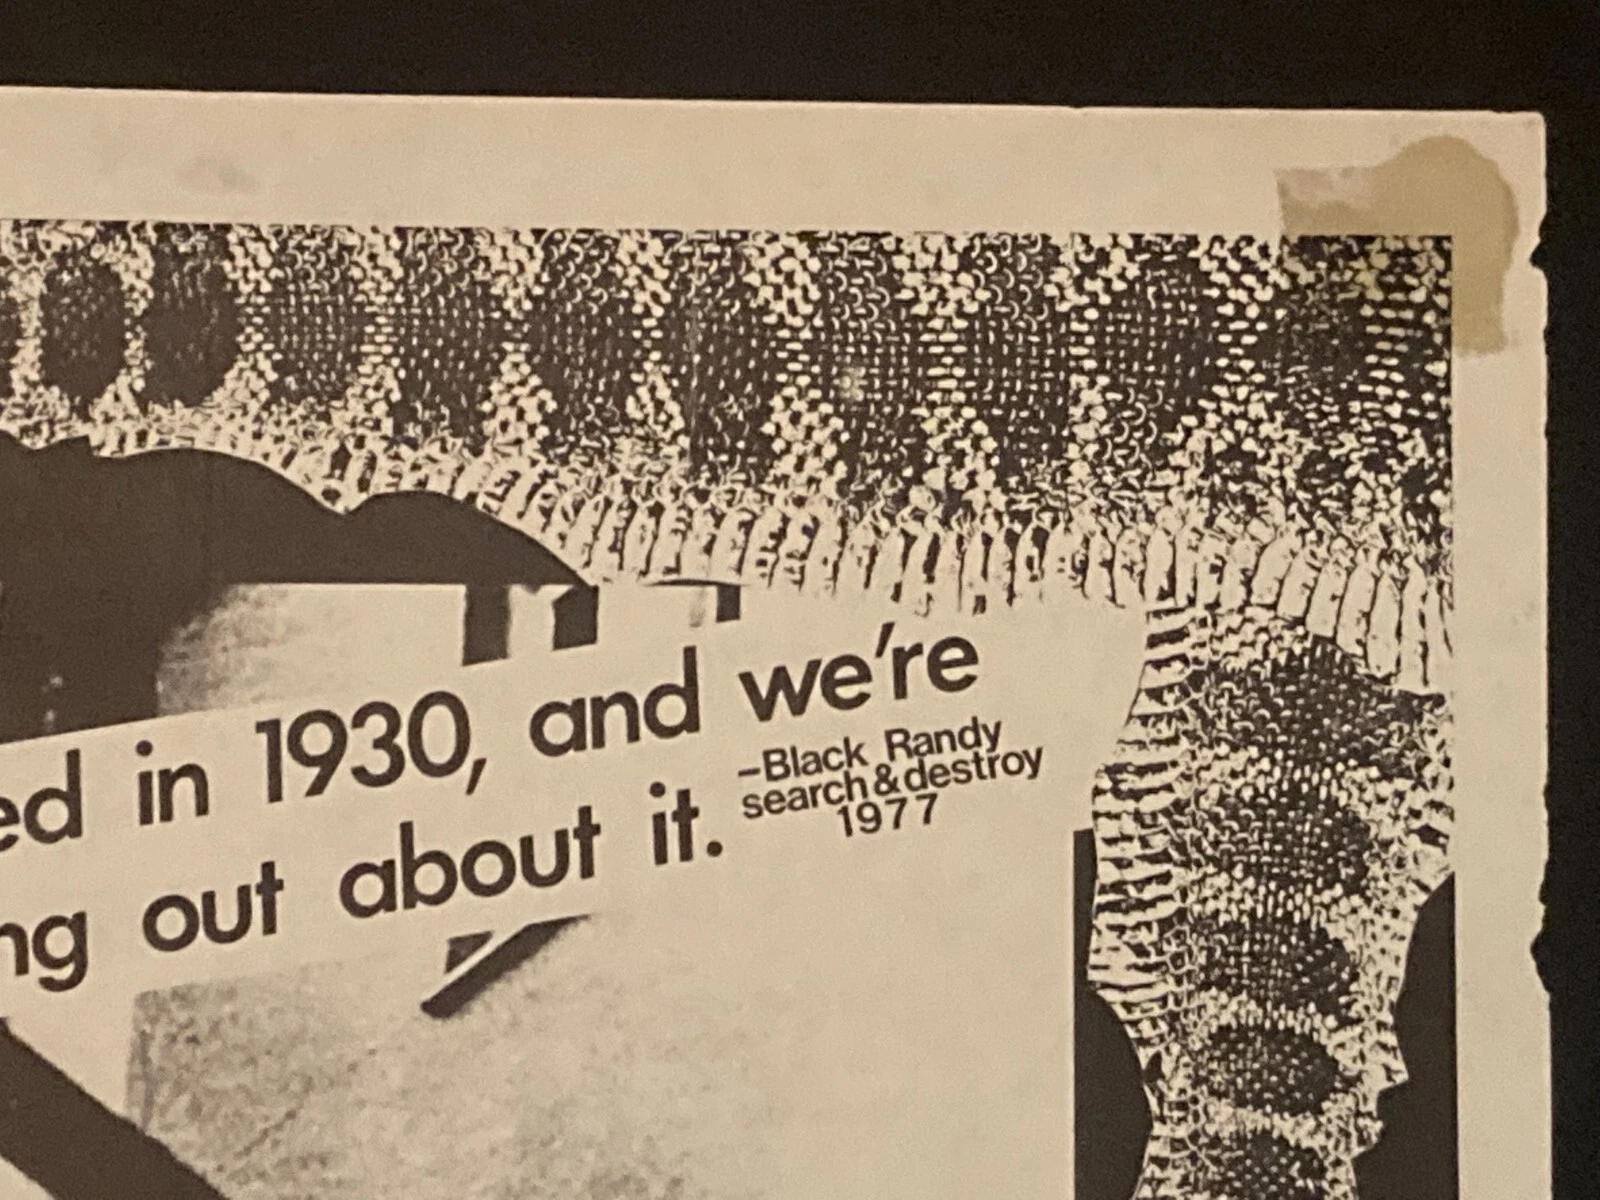 ed in 1930, and we're
ng out about it.
–Black Randy
search & destroy
1977